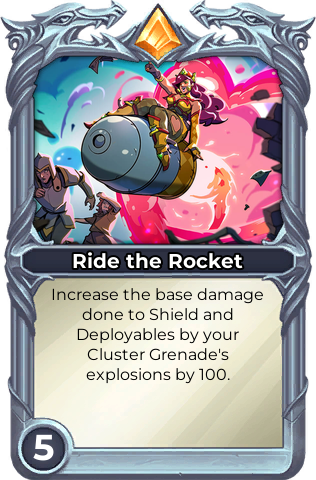 Ride the Rocket
Increase the base damage
done to Shield and
Deployables by your
Cluster Grenade's
explosions by 100.
5